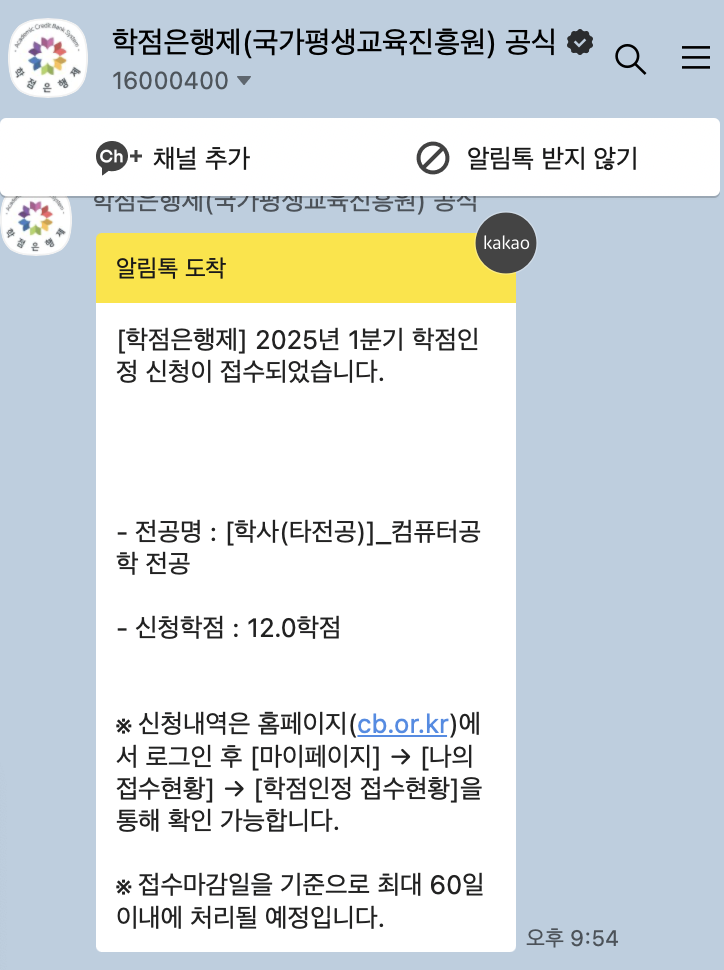 Academic Credit Bank System
학점은행제
학점은행제(국가평생교육진흥원) 공식
16000400
Ch+ 채널 추가
알림톡 받지 않기
학점은행제(국가평생교육진흥원) 공식
학점은행제
kakao
알림톡 도착
[학점은행제] 2025년 1분기 학점인
정 신청이 접수되었습니다.
- 전공명 : [학사(타전공)]_컴퓨터공
학 전공
- 신청학점 : 12.0학점
※ 신청내역은 홈페이지(cb.or.kr)에
서 로그인 후 [마이페이지] → [나의
접수현황] → [학점인정 접수현황]을
통해 확인 가능합니다.
※ 접수마감일을 기준으로 최대 60일
이내에 처리될 예정입니다.
오후 9:54